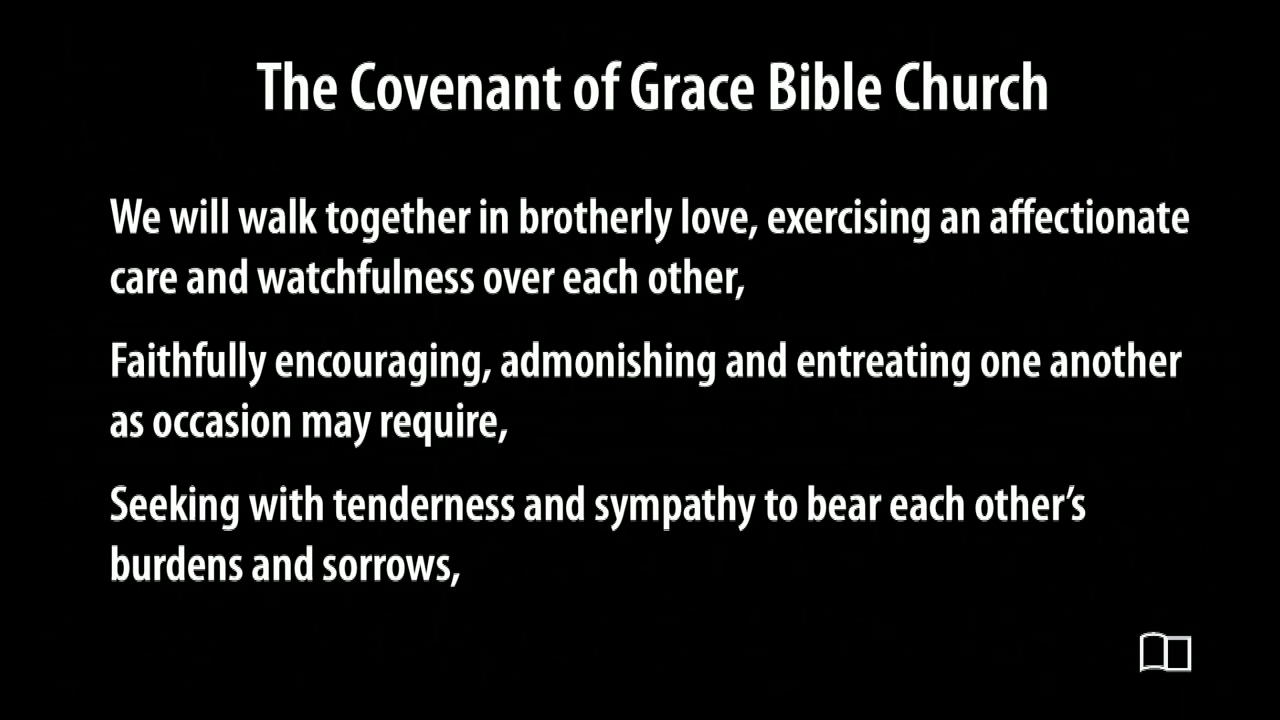 The Covenant of Grace Bible Church
We will walk together in brotherly love, exercising an affectionate
care and watchfulness over each other,
Faithfully encouraging, admonishing and entreating one another
as occasion may require,
Seeking with tenderness and sympathy to bear each other’s
burdens and sorrows,